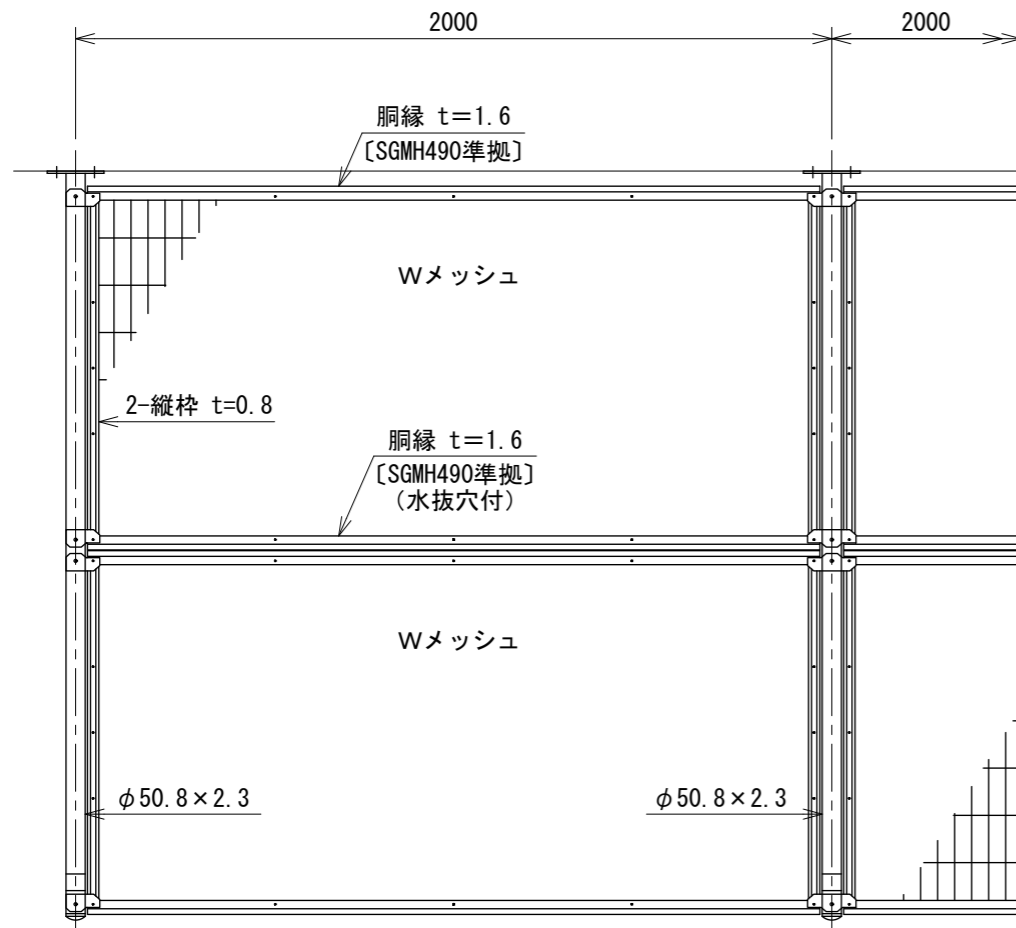 2000
2000
胴縁 t=1.6
〔SGMH490準拠〕
Wメッシュ
2-縦枠 t=0.8
胴縁 t=1.6
〔SGMH490準拠〕
（水抜穴付）
Wメッシュ
φ50.8×2.3
φ50.8×2.3